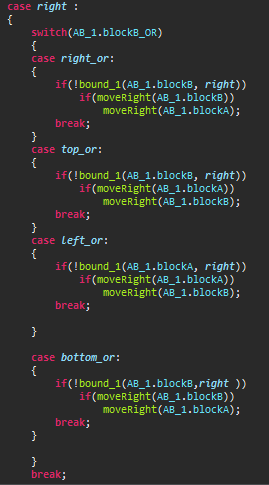 case right :
{
    switch(AB_1.blockB_OR)
    {
    case right_or:
    {
        if(!bound_1(AB_1.blockB, right))
            if(moveRight(AB_1.blockB))
                moveRight(AB_1.blockA);
        break;
    }
    case top_or:
    {
        if(!bound_1(AB_1.blockB, right))
            if(moveRight(AB_1.blockA))
                moveRight(AB_1.blockB);
        break;
    }
    case left_or:
    {
        if(!bound_1(AB_1.blockA, right))
            if(moveRight(AB_1.blockA))
                moveRight(AB_1.blockB);
        break;

    }

    case bottom_or:
    {
        if(!bound_1(AB_1.blockB,right ))
            if(moveRight(AB_1.blockB))
                moveRight(AB_1.blockA);
        break;
    }

    }
    break;